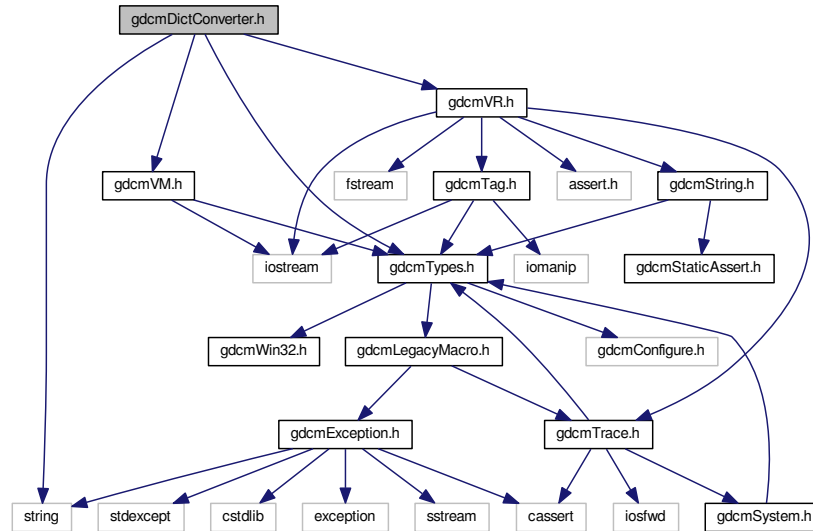 gdcmDictConverter.h
gdcmVR.h
fstream
gdcmTag.h
assert.h
gdcmString.h
gdcmVM.h
iostream
gdcmTypes.h
iomanip
gdcmStaticAssert.h
gdcmWin32.h
gdcmLegacyMacro.h
gdcmConfigure.h
gdcmException.h
gdcmTrace.h
string
stdexcept
cstdlib
exception
sstream
cassert
iosfwd
gdcmSystem.h